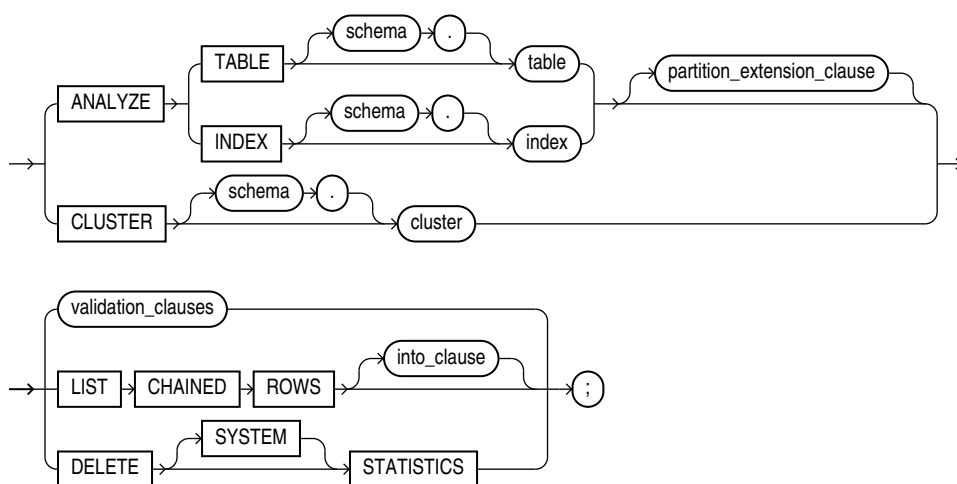 schema .
TABLE table partition_extension_clause
ANALYZE
schema .
INDEX index
schema .
CLUSTER cluster
validation_clauses
into_clause
LIST CHAINED ROWS ;
SYSTEM
DELETE STATISTICS